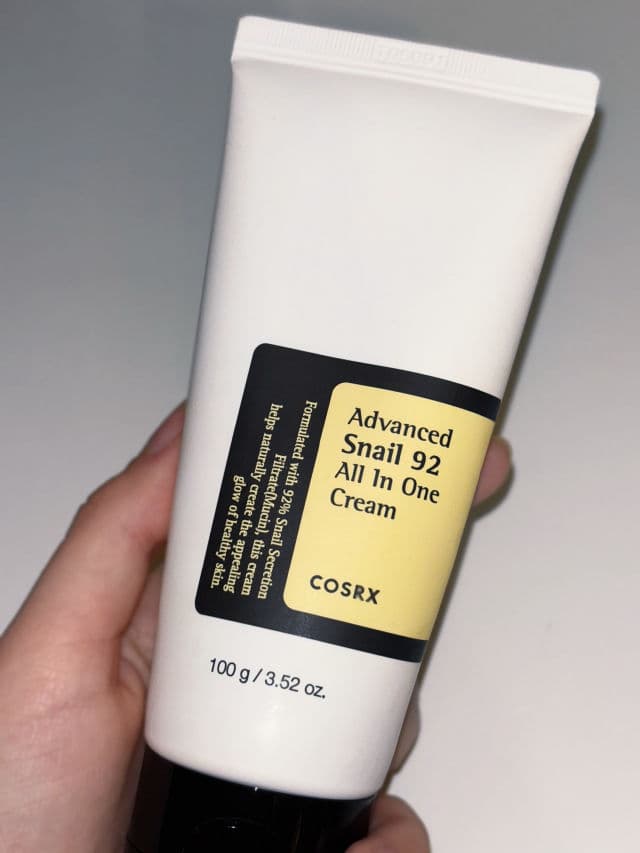 Advanced
Snail 92
All In One
Cream
COSRX
Formulated with 92% Snail Secretion
Filtrate(Mucin), this cream
helps naturally create the appealing
glow of healthy skin.
100 g / 3.52 oz.